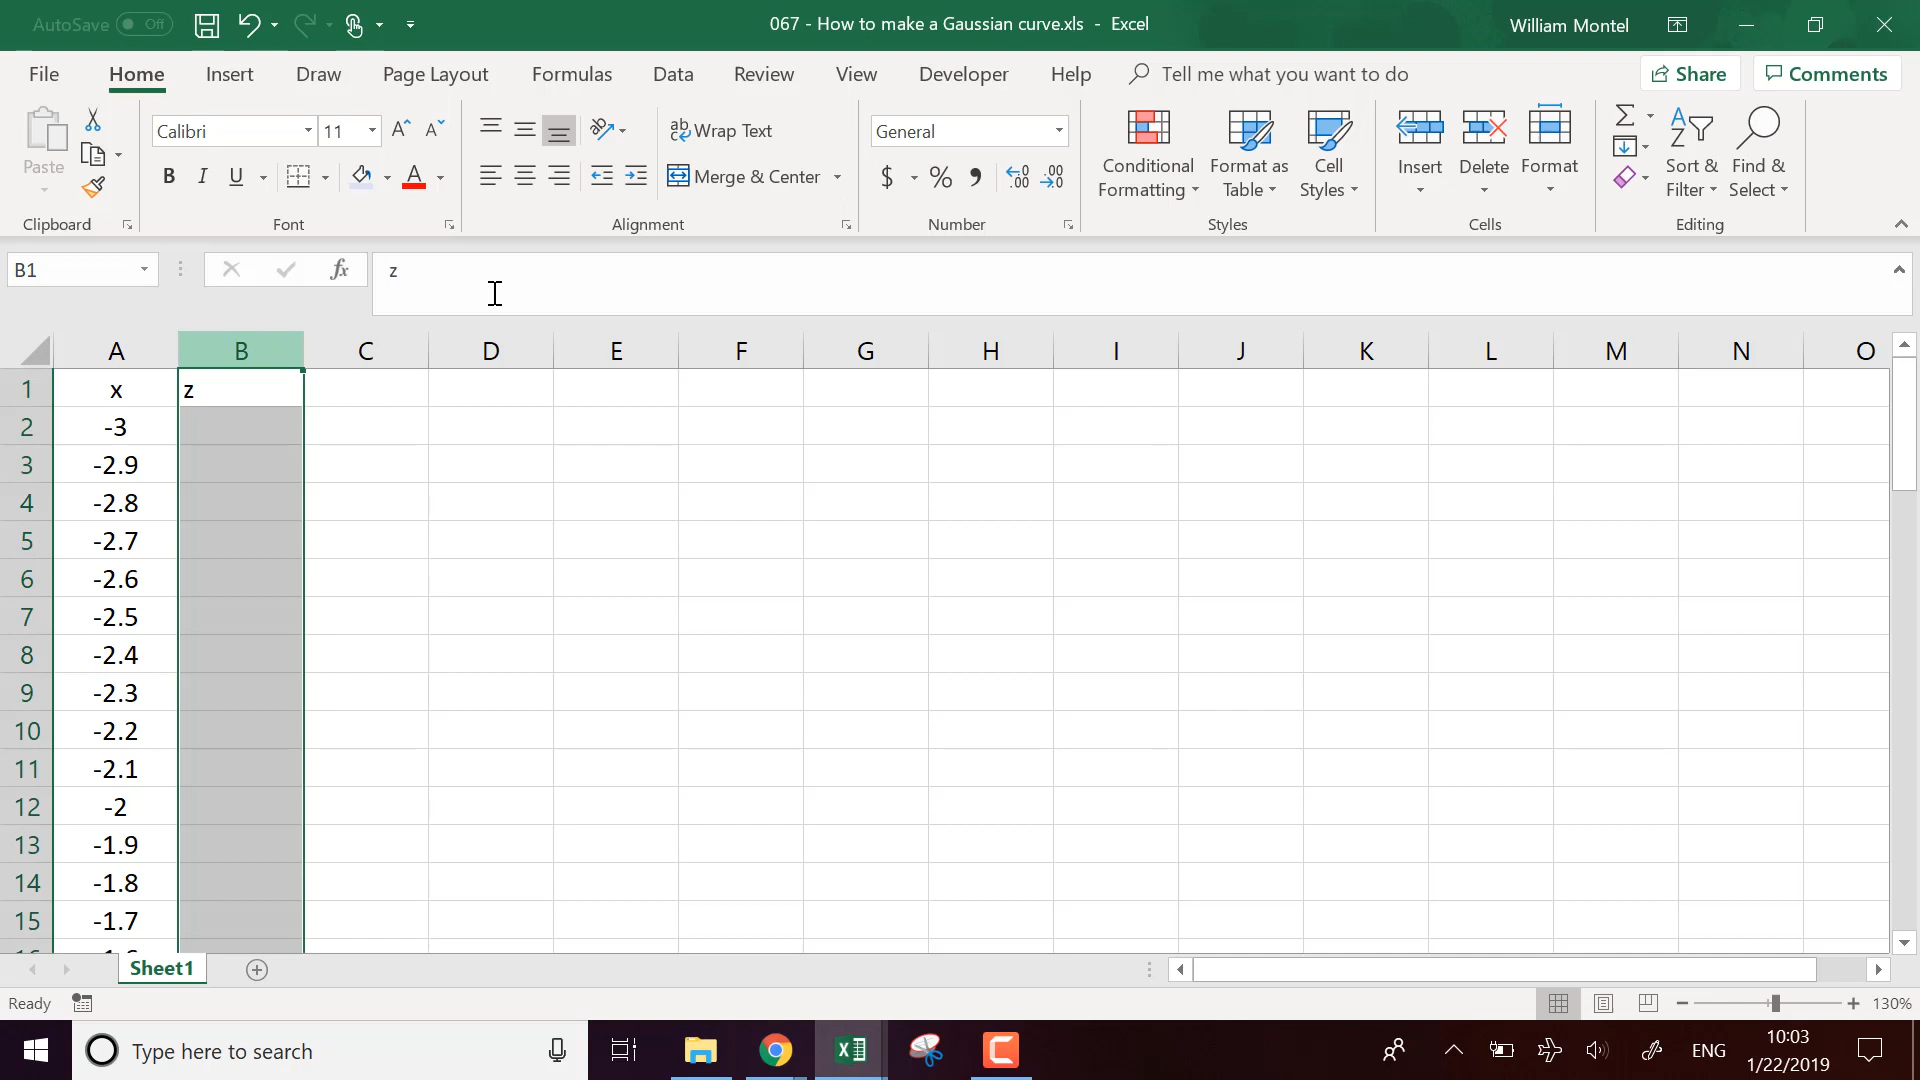 AutoSave Off
067 - How to make a Gaussian curve.xls - Excel
William Montel
File Home Insert Draw Page Layout Formulas Data Review View Developer Help Tell me what you want to do Share Comments
Paste
Clipboard
Calibri 11
B I U A
Font
ab Wrap Text
Merge & Center
Alignment
General
$ % , .00 .00
Number
Conditional Formatting
Format as Table
Cell Styles
Styles
Insert Delete Format
Cells
Sort & Filter
Find & Select
Editing
B1 fx z
A B C D E F G H I J K L M N O
1 x z
2 -3
3 -2.9
4 -2.8
5 -2.7
6 -2.6
7 -2.5
8 -2.4
9 -2.3
10 -2.2
11 -2.1
12 -2
13 -1.9
14 -1.8
15 -1.7
Sheet1
Ready 130%
Type here to search
ENG
10:03
1/22/2019